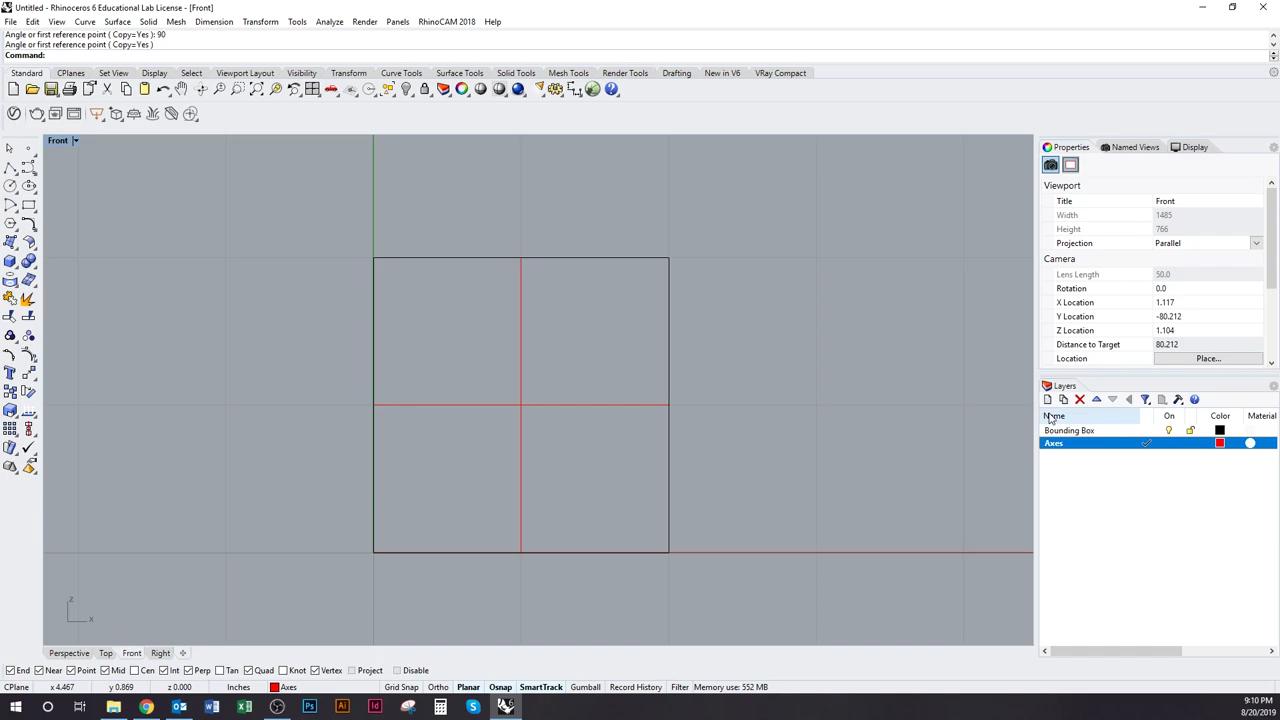 Untitled - Rhinoceros 6 Educational Lab License - [Front]
File Edit View Curve Surface Solid Mesh Dimension Transform Tools Analyze Render Panels RhinoCAM 2018 Help
Angle or first reference point ( Copy=Yes ): 90
Angle or first reference point ( Copy=Yes )
Command:
Standard CPlanes Set View Display Select Viewport Layout Visibility Transform Curve Tools Surface Tools Solid Tools Mesh Tools Render Tools Drafting New in V6 VRay Compact
Front
Properties Named Views Display
Viewport
Title Front
Width 1485
Height 766
Projection Parallel
Camera
Lens Length 50.0
Rotation 0.0
X Location 1.117
Y Location -80.212
Z Location 1.104
Distance to Target 80.212
Location Place...
Layers
Name On Color Material
Bounding Box
Axes
z
x
Perspective Top Front Right
End Near Point Mid Cen Int Perp Tan Quad Knot Vertex Project Disable
CPlane x 4.467 y 0.869 z 0.000 Inches Axes Grid Snap Ortho Planar Osnap SmartTrack Gumball Record History Filter Memory use: 552 MB
9:10 PM
8/20/2019